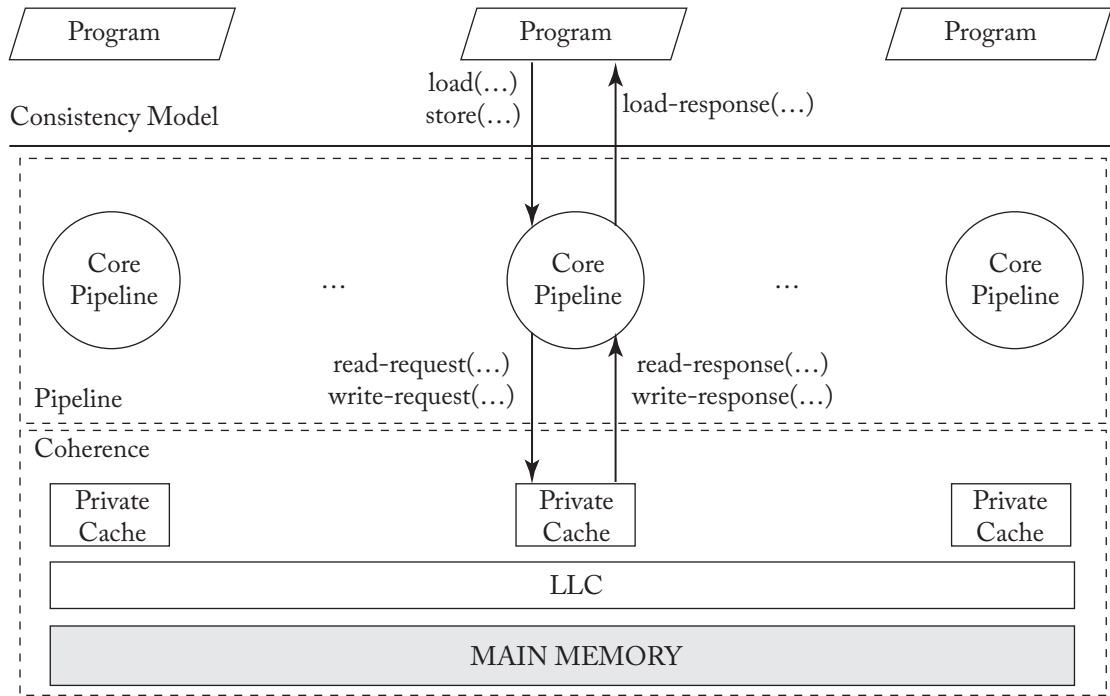 Program
Program
Program
load(…)
store(…)
load-response(…)
Consistency Model
Core
Pipeline
…
Core
Pipeline
…
Core
Pipeline
read-request(…)
write-request(…)
read-response(…)
write-response(…)
Pipeline
Coherence
Private
Cache
Private
Cache
Private
Cache
LLC
MAIN MEMORY